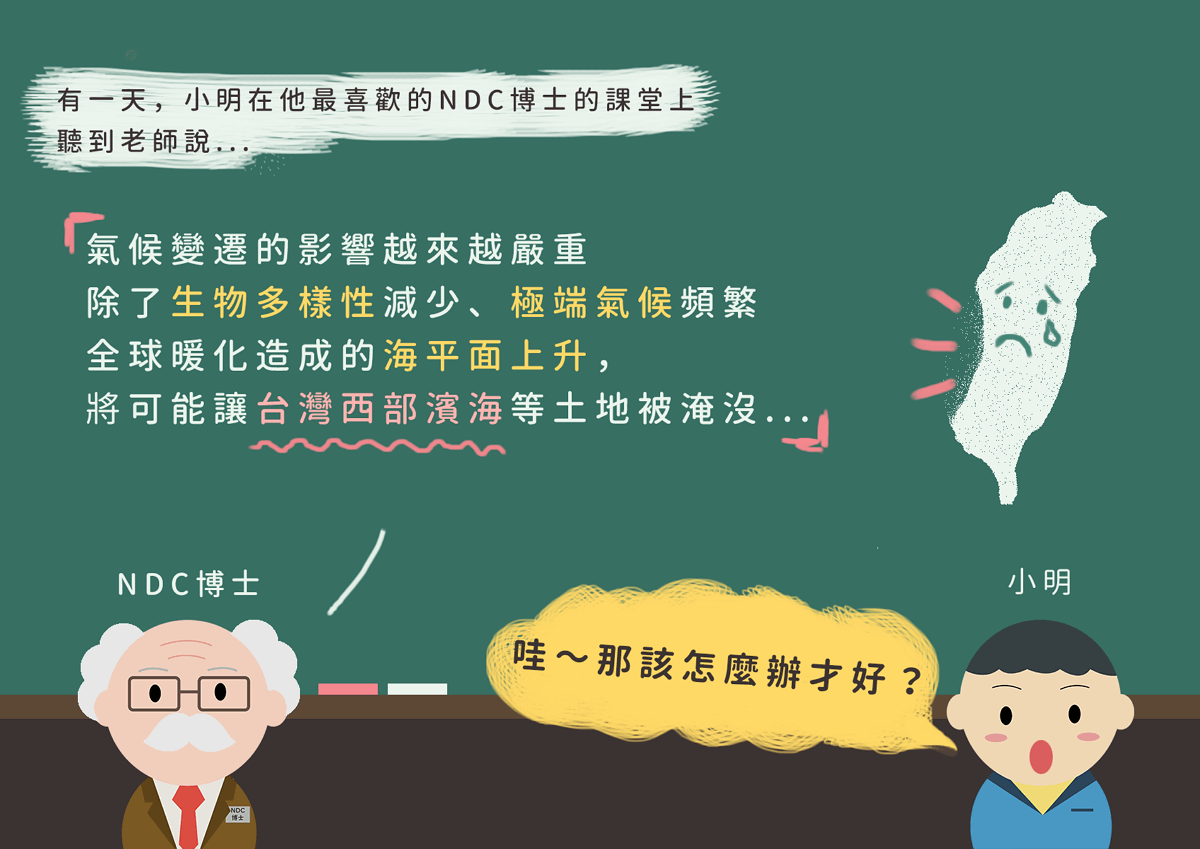 有一天，小明在他最喜歡的NDC博士的課堂上
聽到老師說...
「氣候變遷的影響越來越嚴重
除了生物多樣性減少、極端氣候頻繁
全球暖化造成的海平面上升，
將可能讓台灣西部濱海等土地被淹沒...」
NDC博士
小明
哇～那該怎麼辦才好？
NDC
博士